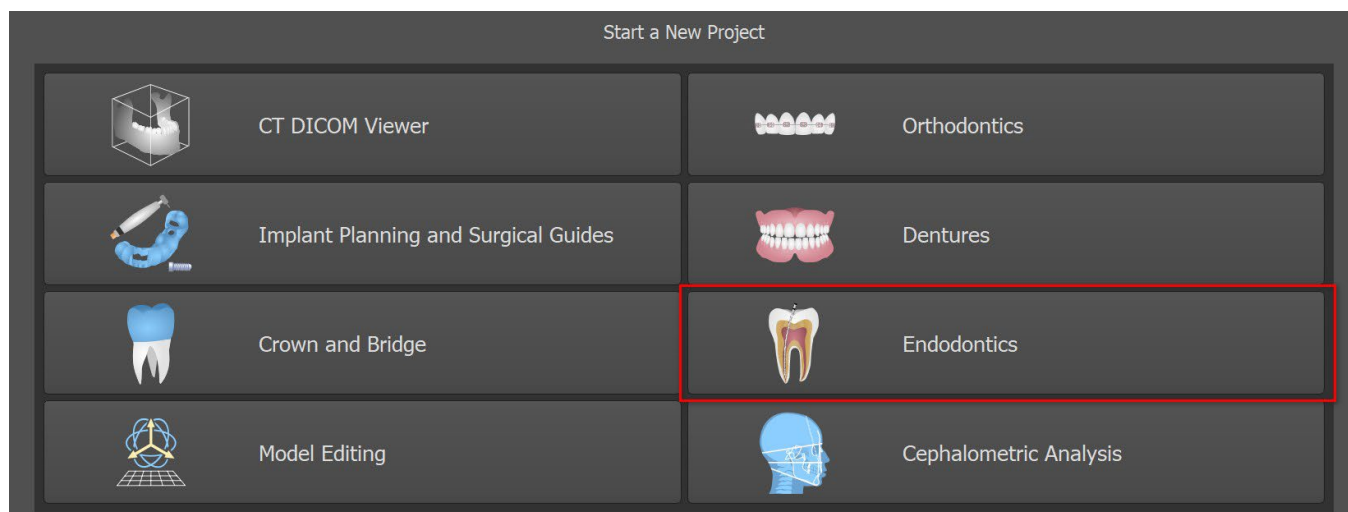 Start a New Project
CT DICOM Viewer
Orthodontics
Implant Planning and Surgical Guides
Dentures
Crown and Bridge
Endodontics
Model Editing
Cephalometric Analysis